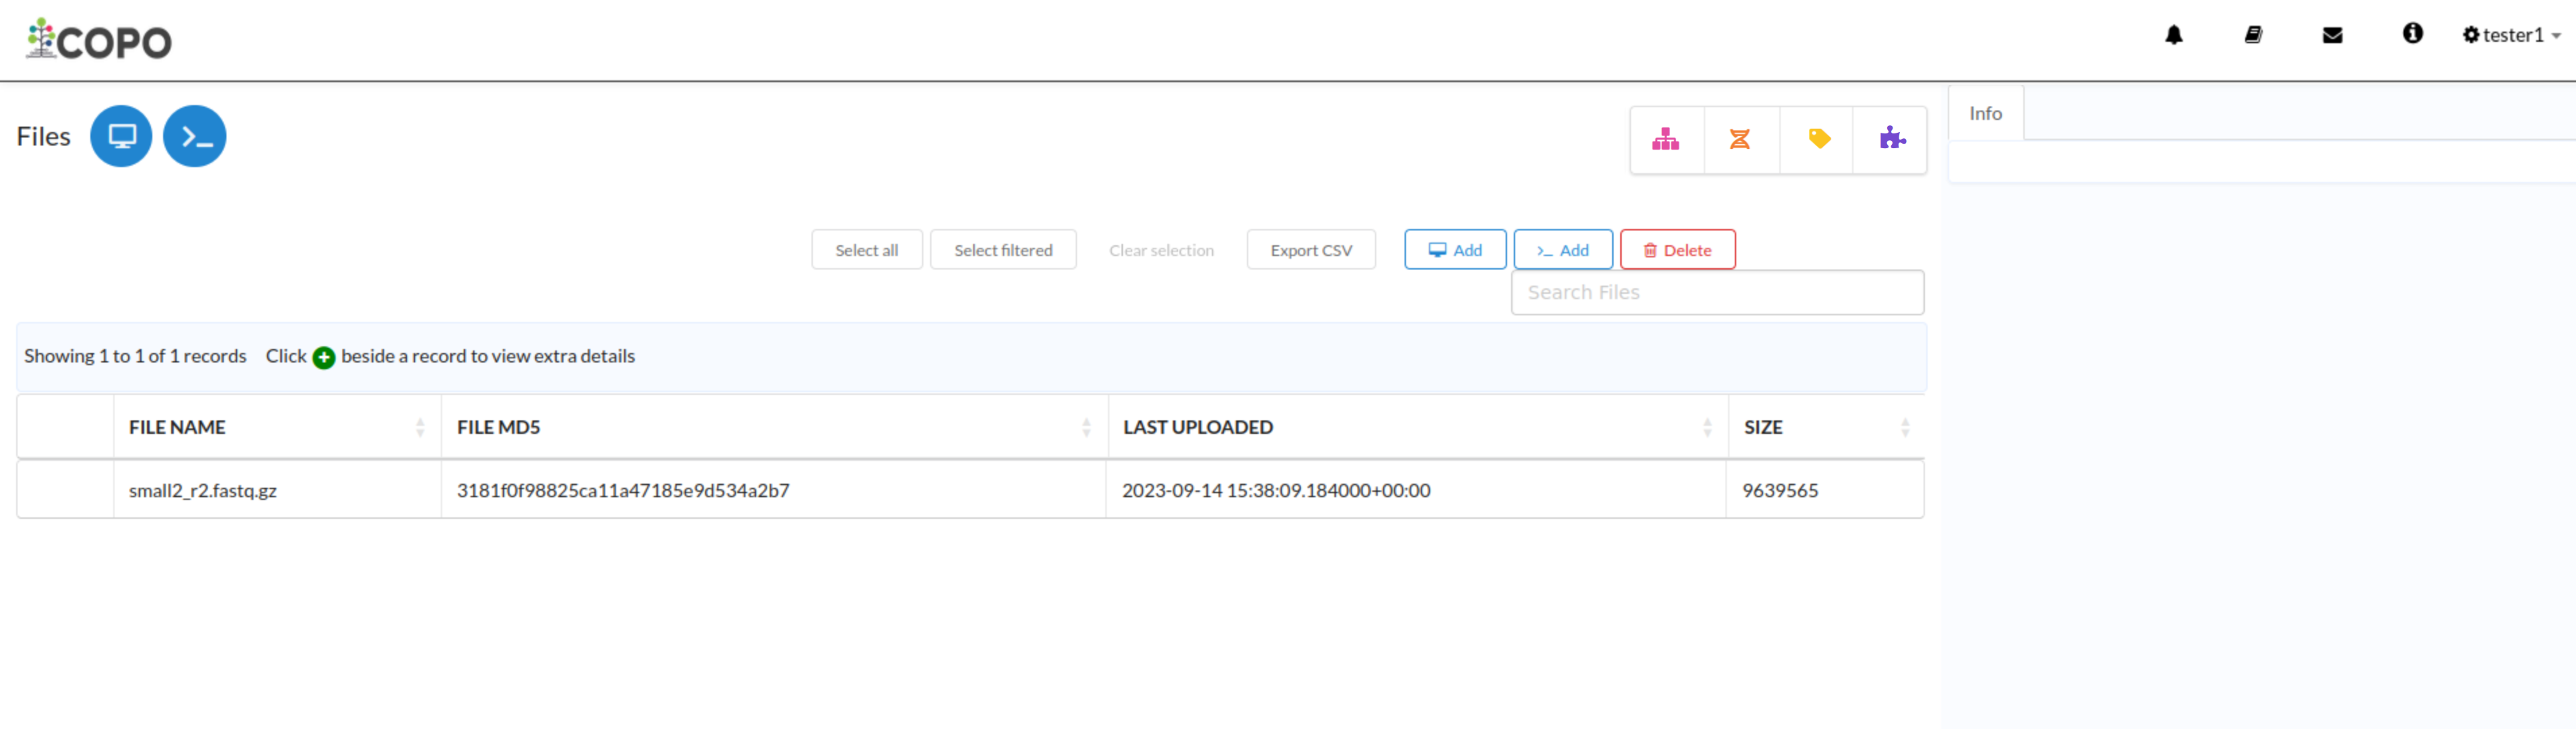 COPO
tester1
Files
Info
Select all Select filtered Clear selection Export CSV Add >_ Add Delete
Search Files
Showing 1 to 1 of 1 records Click beside a record to view extra details
FILE NAME FILE MD5 LAST UPLOADED SIZE
small2_r2.fastq.gz 3181f0f98825ca11a47185e9d534a2b7 2023-09-14 15:38:09.184000+00:00 9639565